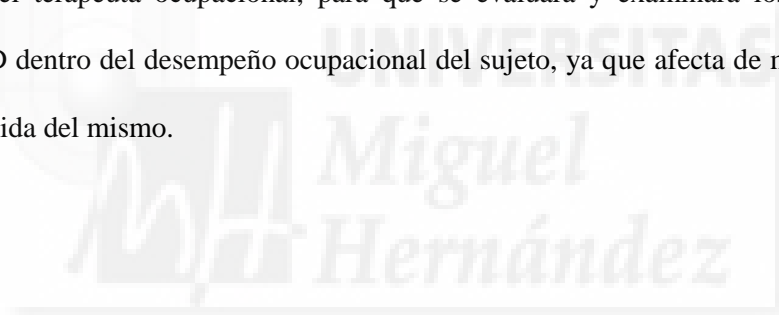 el terapeuta ocupacional, para que se evaluara y examinara los
dentro del desempeño ocupacional del sujeto, ya que afecta de
ida del mismo.
UNIVERSITAS
Miguel
Hernández